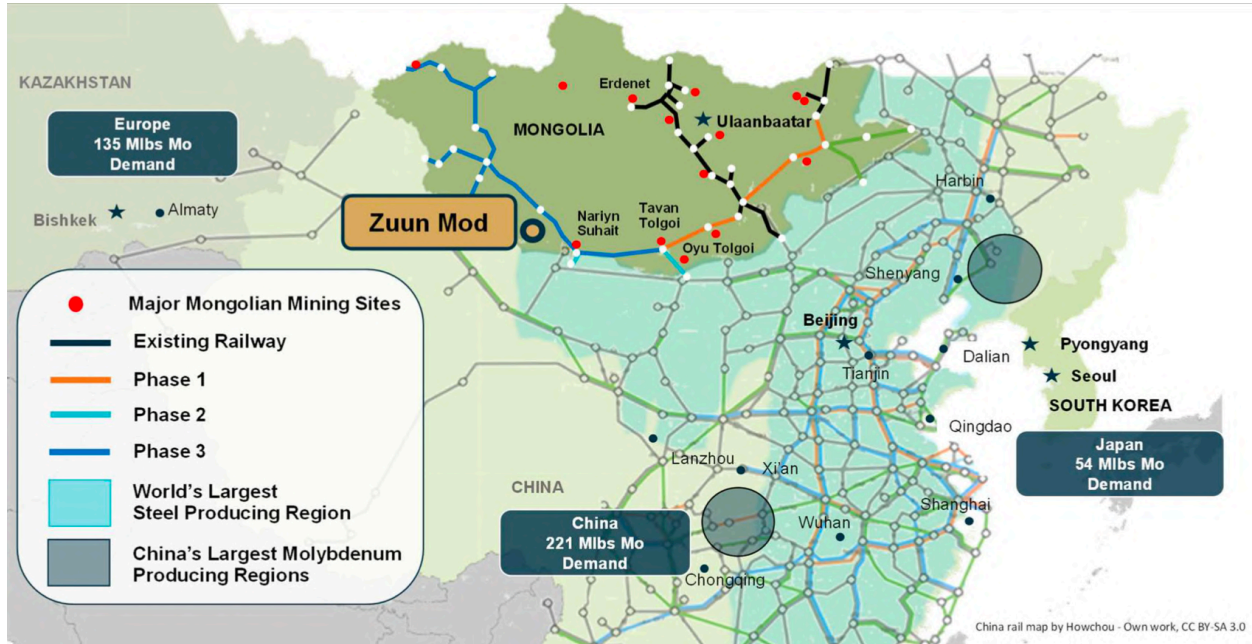 KAZAKHSTAN
Europe
135 Mlbs Mo
Demand
Bishkek
Almaty
MONGOLIA
Erdenet
Ulaanbaatar
Zuun Mod
Nariyn
Suhait
Tavan
Tolgoi
Oyu Tolgoi
Harbin
Shenyang
Beijing
Tianjin
Dalian
Pyongyang
Seoul
SOUTH KOREA
Qingdao
Japan
54 Mlbs Mo
Demand
Lanzhou
Xi'an
CHINA
China
221 Mlbs Mo
Demand
Wuhan
Shanghai
Chongqing
Major Mongolian Mining Sites
Existing Railway
Phase 1
Phase 2
Phase 3
World's Largest
Steel Producing Region
China's Largest Molybdenum
Producing Regions
China rail map by Howchou - Own work, CC BY-SA 3.0